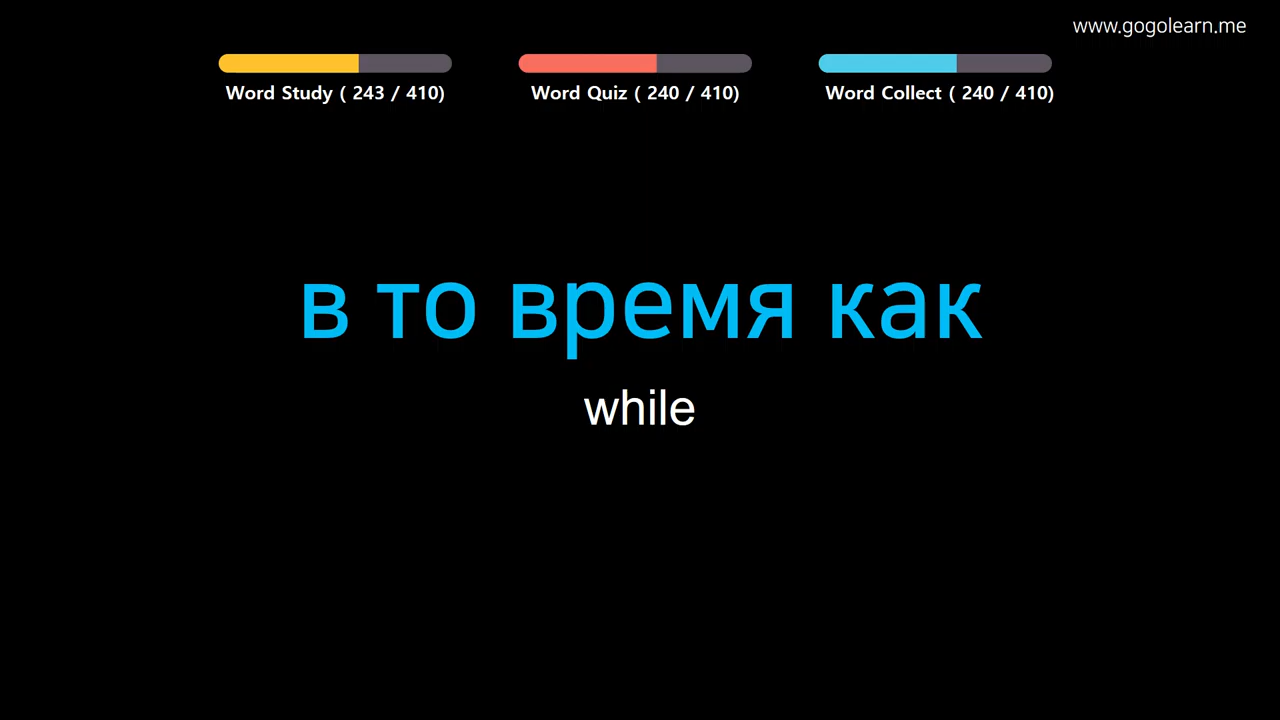 www.gogolearn.me
Word Study ( 243 / 410)
Word Quiz ( 240 / 410)
Word Collect ( 240 / 410)
в то время как
while